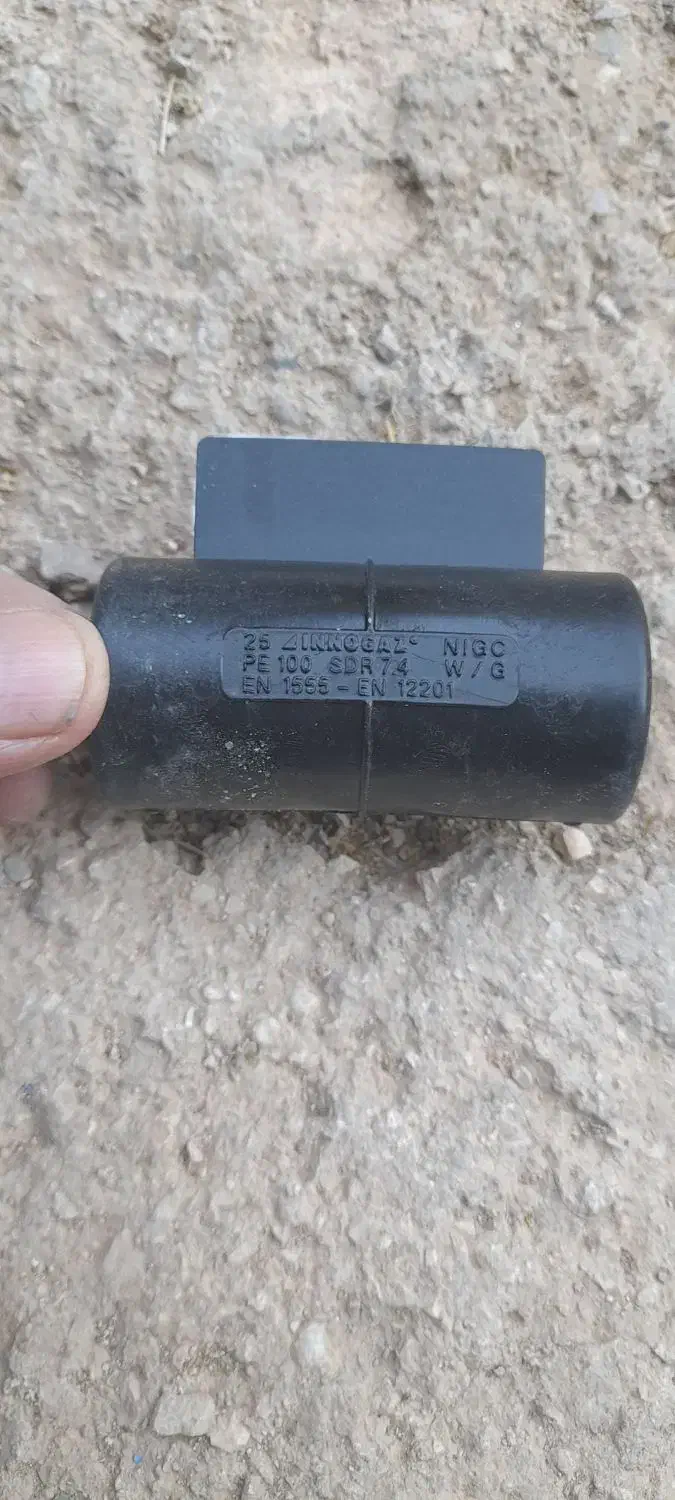 25 INNOGAZ NIGC
PE 100 SDR 7.4 W / G
EN 1555 - EN 12201